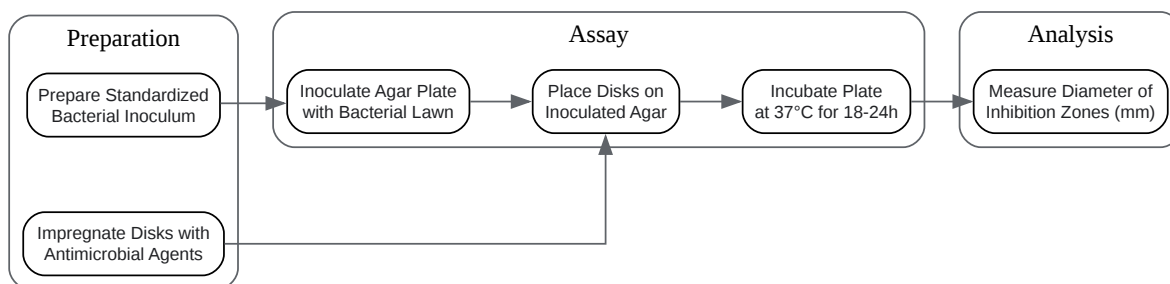 Preparation
Prepare Standardized
Bacterial Inoculum
Impregnate Disks with
Antimicrobial Agents
Assay
Inoculate Agar Plate
with Bacterial Lawn
Place Disks on
Inoculated Agar
Incubate Plate
at 37°C for 18-24h
Analysis
Measure Diameter of
Inhibition Zones (mm)